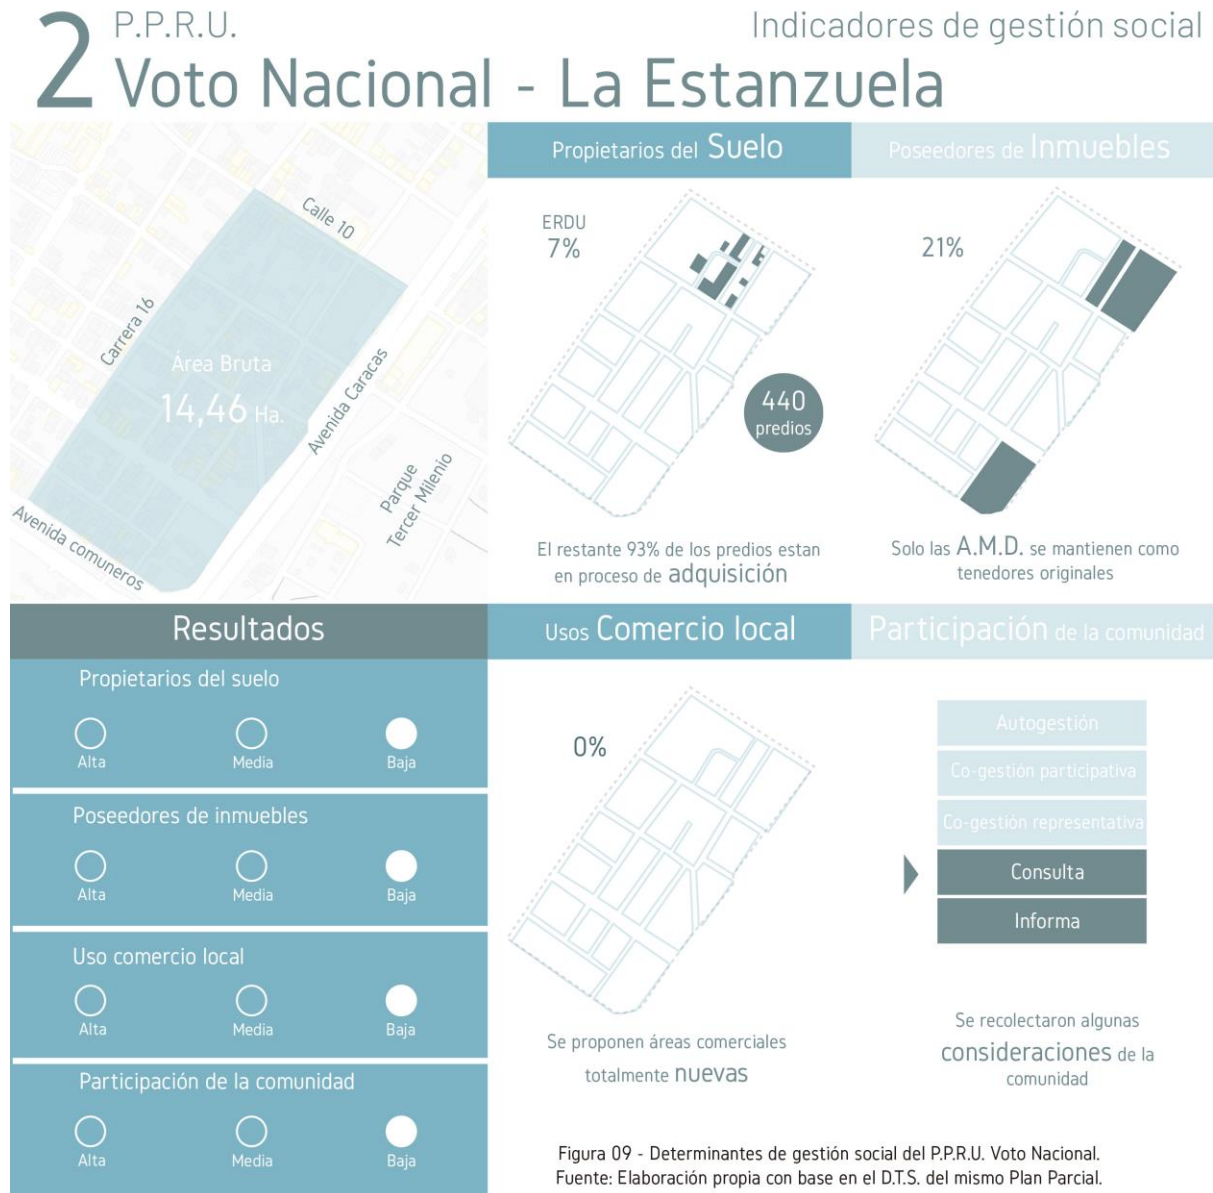 2
P.P.R.U.
Indicadores de gestión social
Voto Nacional - La Estanzuela
Calle 10
Carrera 16
Área Bruta
14,46 Ha.
Avenida Caracas
Parque
Tercer Milenio
Avenida comuneros
Propietarios del Suelo
ERDU
7%
440
predios
El restante 93% de los predios estan
en proceso de adquisición
Poseedores de Inmuebles
21%
Solo las A.M.D. se mantienen como
tenedores originales
Resultados
Propietarios del suelo
Alta
Media
Baja
Poseedores de inmuebles
Alta
Media
Baja
Uso comercio local
Alta
Media
Baja
Participación de la comunidad
Alta
Media
Baja
Usos Comercio local
0%
Se proponen áreas comerciales
totalmente nuevas
Participación de la comunidad
Autogestión
Co-gestión participativa
Co-gestión representativa
Consulta
Informa
Se recolectaron algunas
consideraciones de la
comunidad
Figura 09 - Determinantes de gestión social del P.P.R.U. Voto Nacional.
Fuente: Elaboración propia con base en el D.T.S. del mismo Plan Parcial.